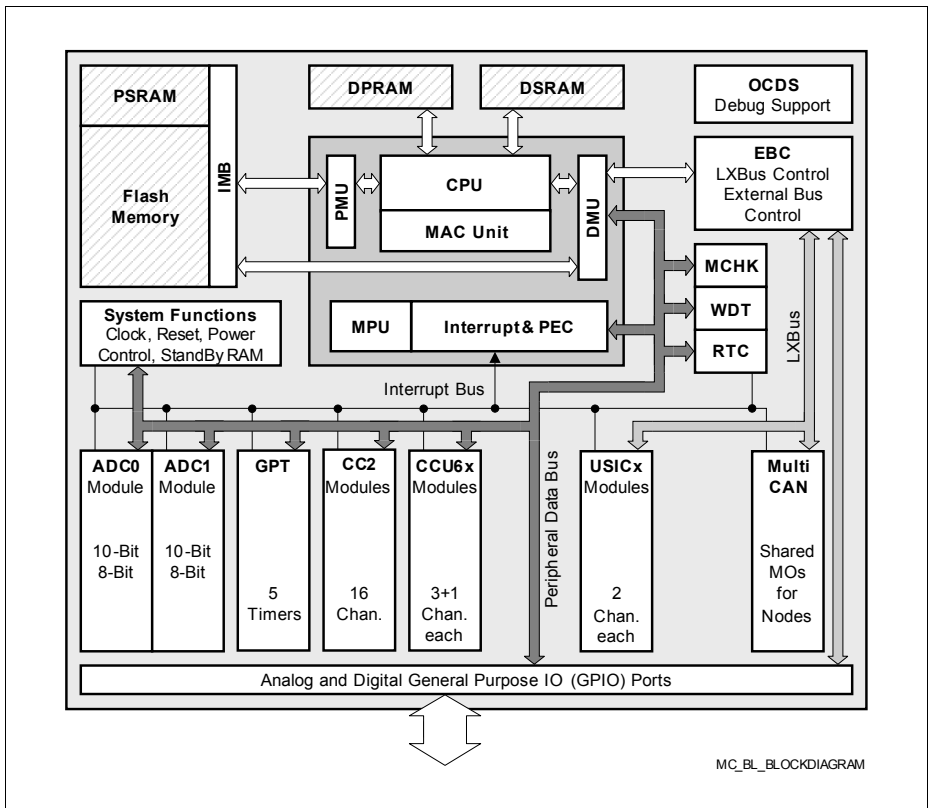 PSRAM
Flash
Memory
IMB
DPRAM
DSRAM
OCDS
Debug Support
EBC
LXBus Control
External Bus
Control
PMU
CPU
MAC Unit
DMU
MCHK
WDT
RTC
System Functions
Clock, Reset, Power
Control, StandBy RAM
MPU
Interrupt & PEC
Interrupt Bus
LXBus
ADC0
Module
10-Bit
8-Bit
ADC1
Module
10-Bit
8-Bit
GPT
5
Timers
CC2
Modules
16
Chan.
CCU6x
Modules
3+1
Chan.
each
Peripheral Data Bus
USICx
Modules
2
Chan.
each
Multi
CAN
Shared
MOs
for
Nodes
Analog and Digital General Purpose IO (GPIO) Ports
MC_BL_BLOCKDIAGRAM